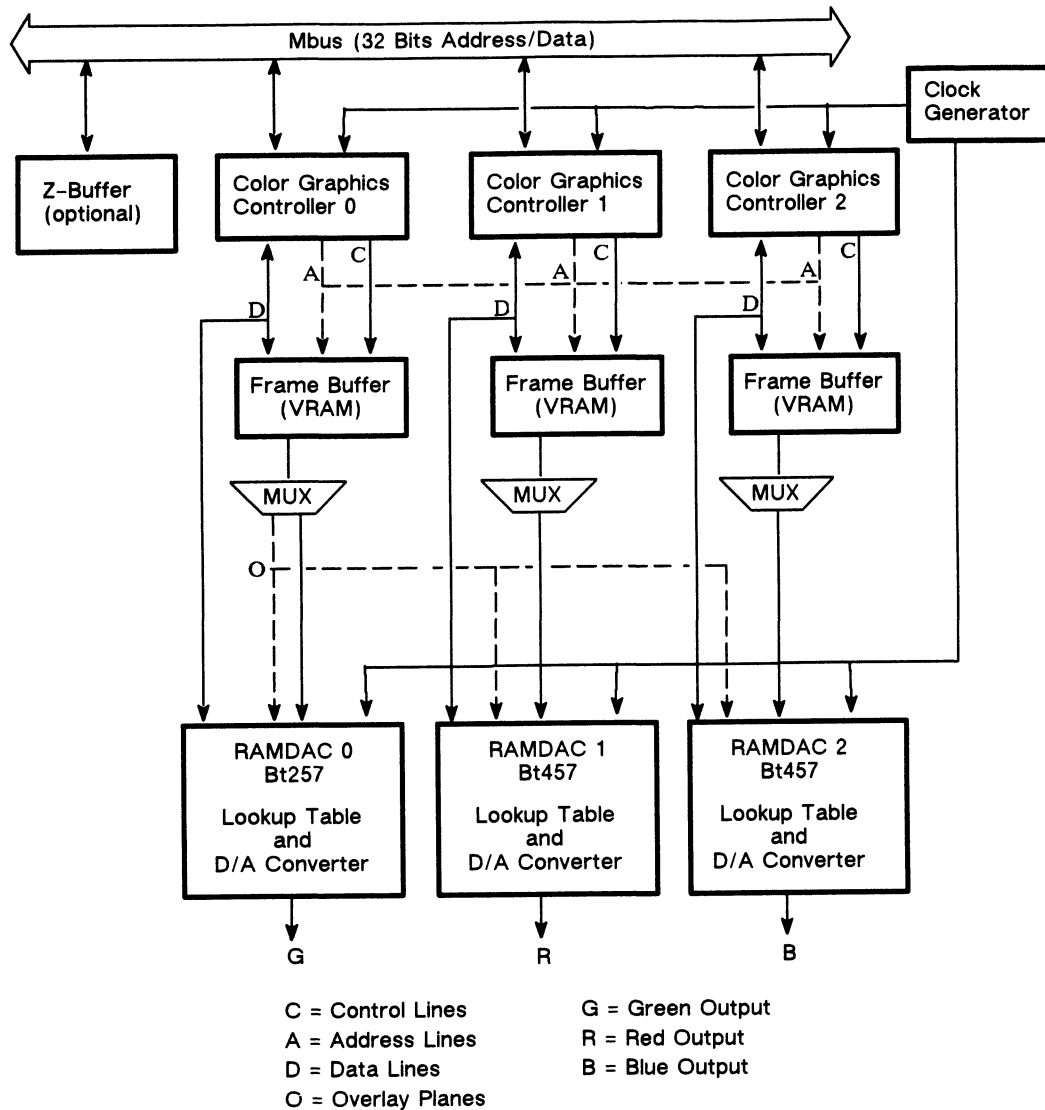 Mbus (32 Bits Address/Data)
Clock
Generator
Z-Buffer
(optional)
Color Graphics
Controller 0
Color Graphics
Controller 1
Color Graphics
Controller 2
A
C
A
C
A
C
D
D
D
Frame Buffer
(VRAM)
Frame Buffer
(VRAM)
Frame Buffer
(VRAM)
MUX
MUX
MUX
O
RAMDAC 0
Bt257
Lookup Table
and
D/A Converter
RAMDAC 1
Bt457
Lookup Table
and
D/A Converter
RAMDAC 2
Bt457
Lookup Table
and
D/A Converter
G
R
B
C = Control Lines
A = Address Lines
D = Data Lines
O = Overlay Planes
G = Green Output
R = Red Output
B = Blue Output